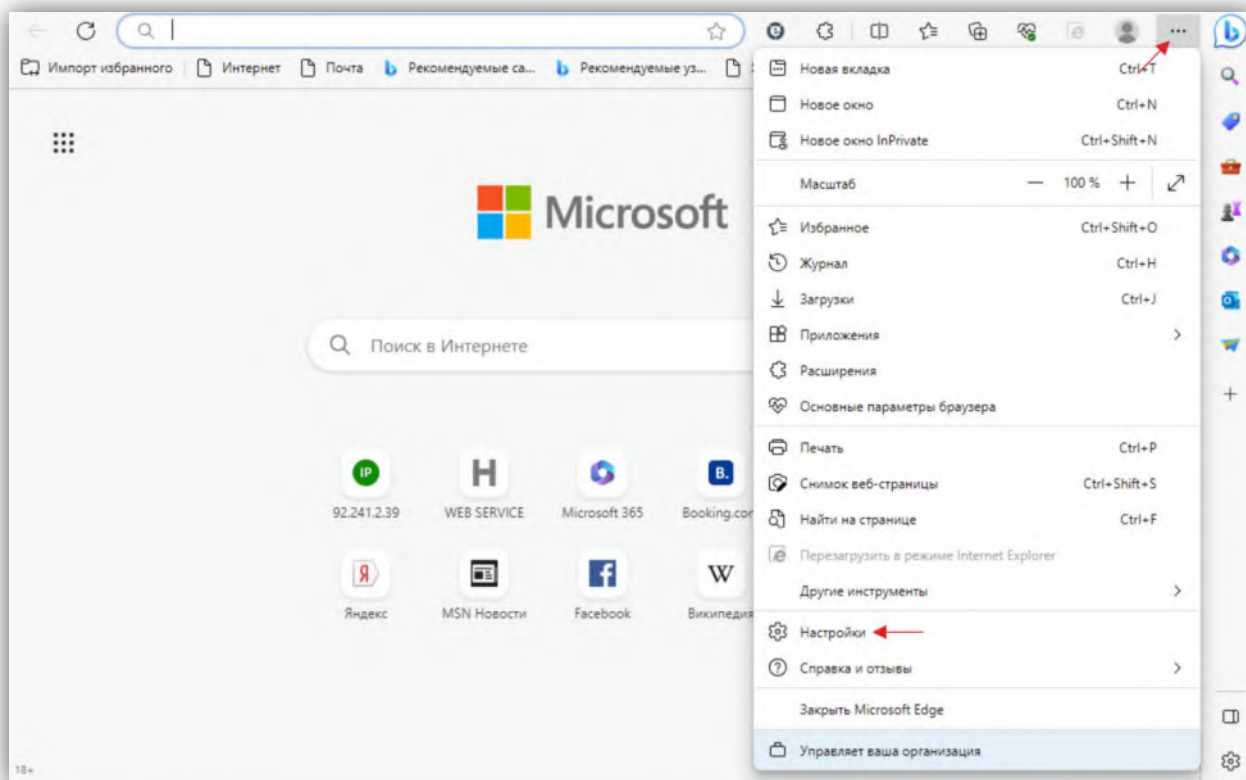 Импорт избранного Интернет Почта Рекомендуемые са... Рекомендуемые уз...
Новая вкладка Ctrl+T
Новое окно Ctrl+N
Новое окно InPrivate Ctrl+Shift+N
Масштаб 100 %
Избранное Ctrl+Shift+O
Журнал Ctrl+H
Загрузки Ctrl+J
Приложения
Расширения
Основные параметры браузера
Печать Ctrl+P
Снимок веб-страницы Ctrl+Shift+S
Найти на странице Ctrl+F
Перезагрузить в режиме Internet Explorer
Другие инструменты
Настройки
Справка и отзывы
Закрыть Microsoft Edge
Управляет ваша организация
Microsoft
Поиск в Интернете
IP H B.
92.241.2.39 WEB SERVICE Microsoft 365 Booking.com
Я f W
Яндекс MSN Новости Facebook Википедия
18+